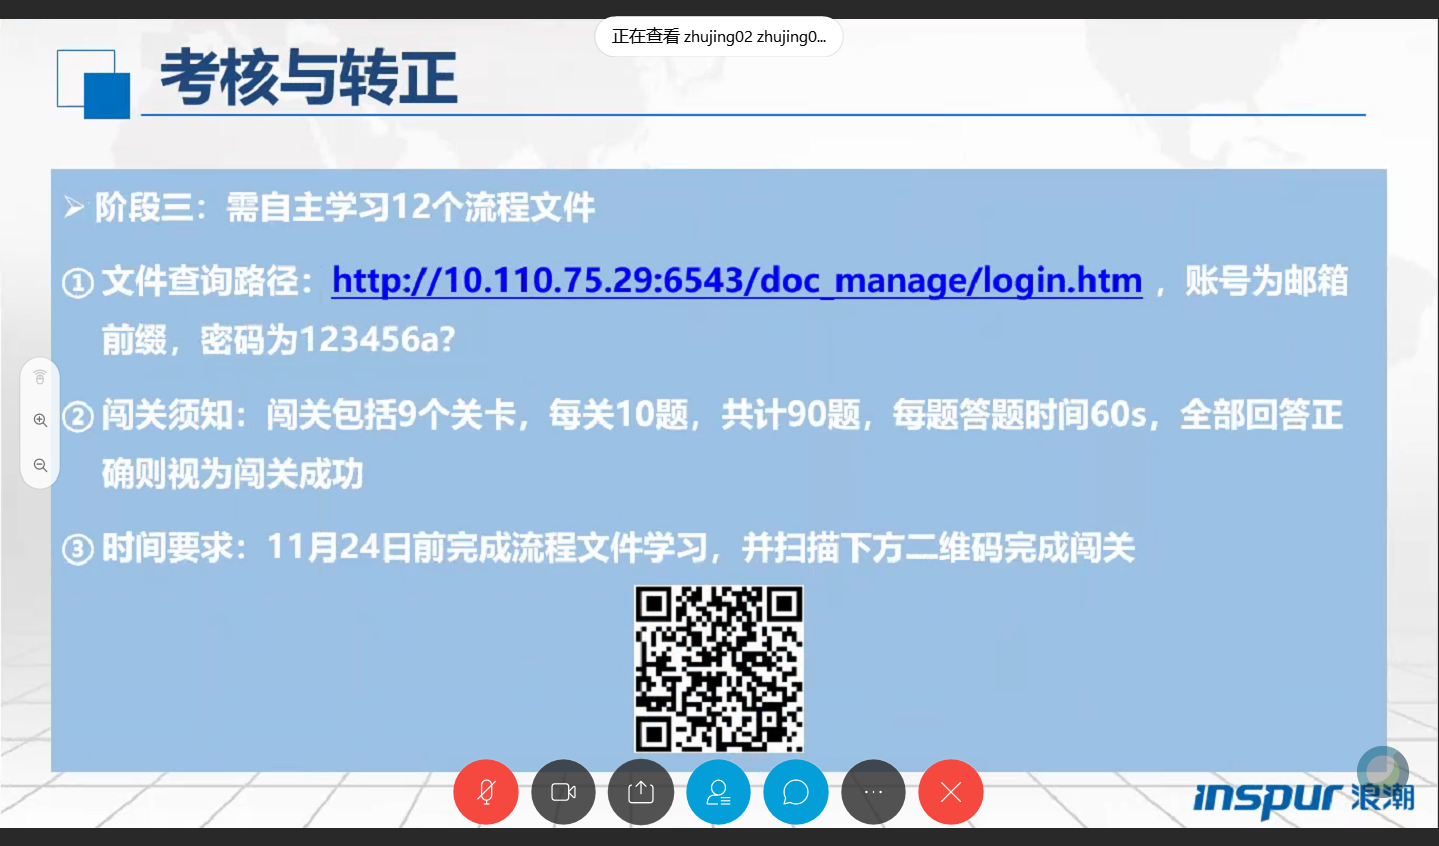 正在查看 zhujing02 zhujing0...
考核与转正
➢ 阶段三：需自主学习12个流程文件
① 文件查询路径：http://10.110.75.29:6543/doc_manage/login.htm ，账号为邮箱
前缀，密码为123456a?
② 闯关须知：闯关包括9个关卡，每关10题，共计90题，每题答题时间60s，全部回答正
确则视为闯关成功
③ 时间要求：11月24日前完成流程文件学习，并扫描下方二维码完成闯关
inspur 浪潮